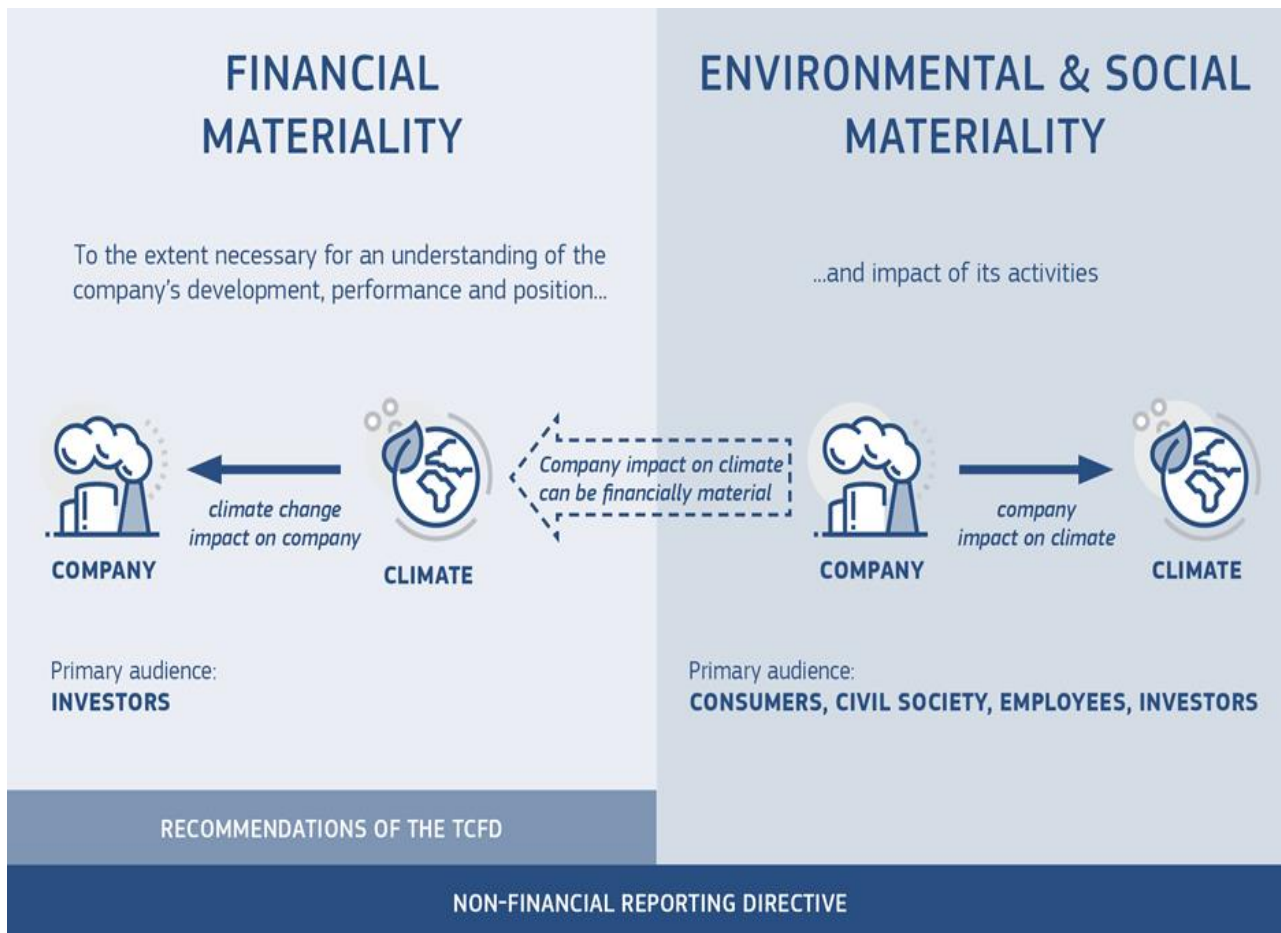 FINANCIAL
MATERIALITY
To the extent necessary for an understanding of the
company's development, performance and position...
climate change
impact on company
COMPANY
CLIMATE
Primary audience:
INVESTORS
RECOMMENDATIONS OF THE TCFD
Company impact on climate
can be financially material
ENVIRONMENTAL & SOCIAL
MATERIALITY
...and impact of its activities
company
impact on climate
COMPANY
CLIMATE
Primary audience:
CONSUMERS, CIVIL SOCIETY, EMPLOYEES, INVESTORS
NON-FINANCIAL REPORTING DIRECTIVE